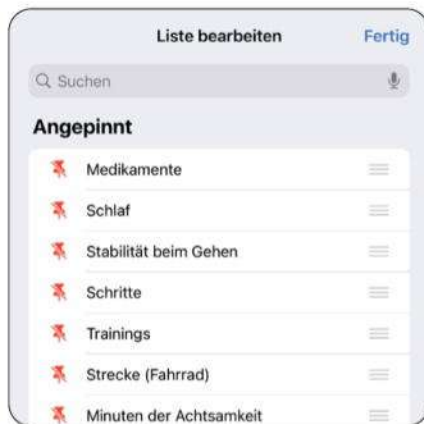 Liste bearbeiten Fertig
Suchen
Angepinnt
Medikamente
Schlaf
Stabilität beim Gehen
Schritte
Trainings
Strecke (Fahrrad)
Minuten der Achtsamkeit